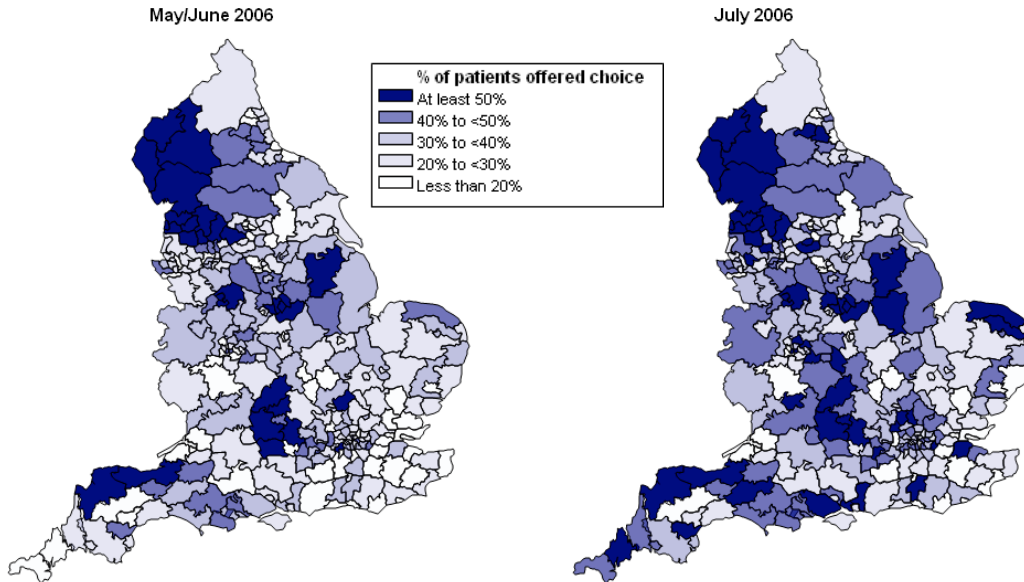 May/June 2006
July 2006
% of patients offered choice
At least 50%
40% to <50%
30% to <40%
20% to <30%
Less than 20%